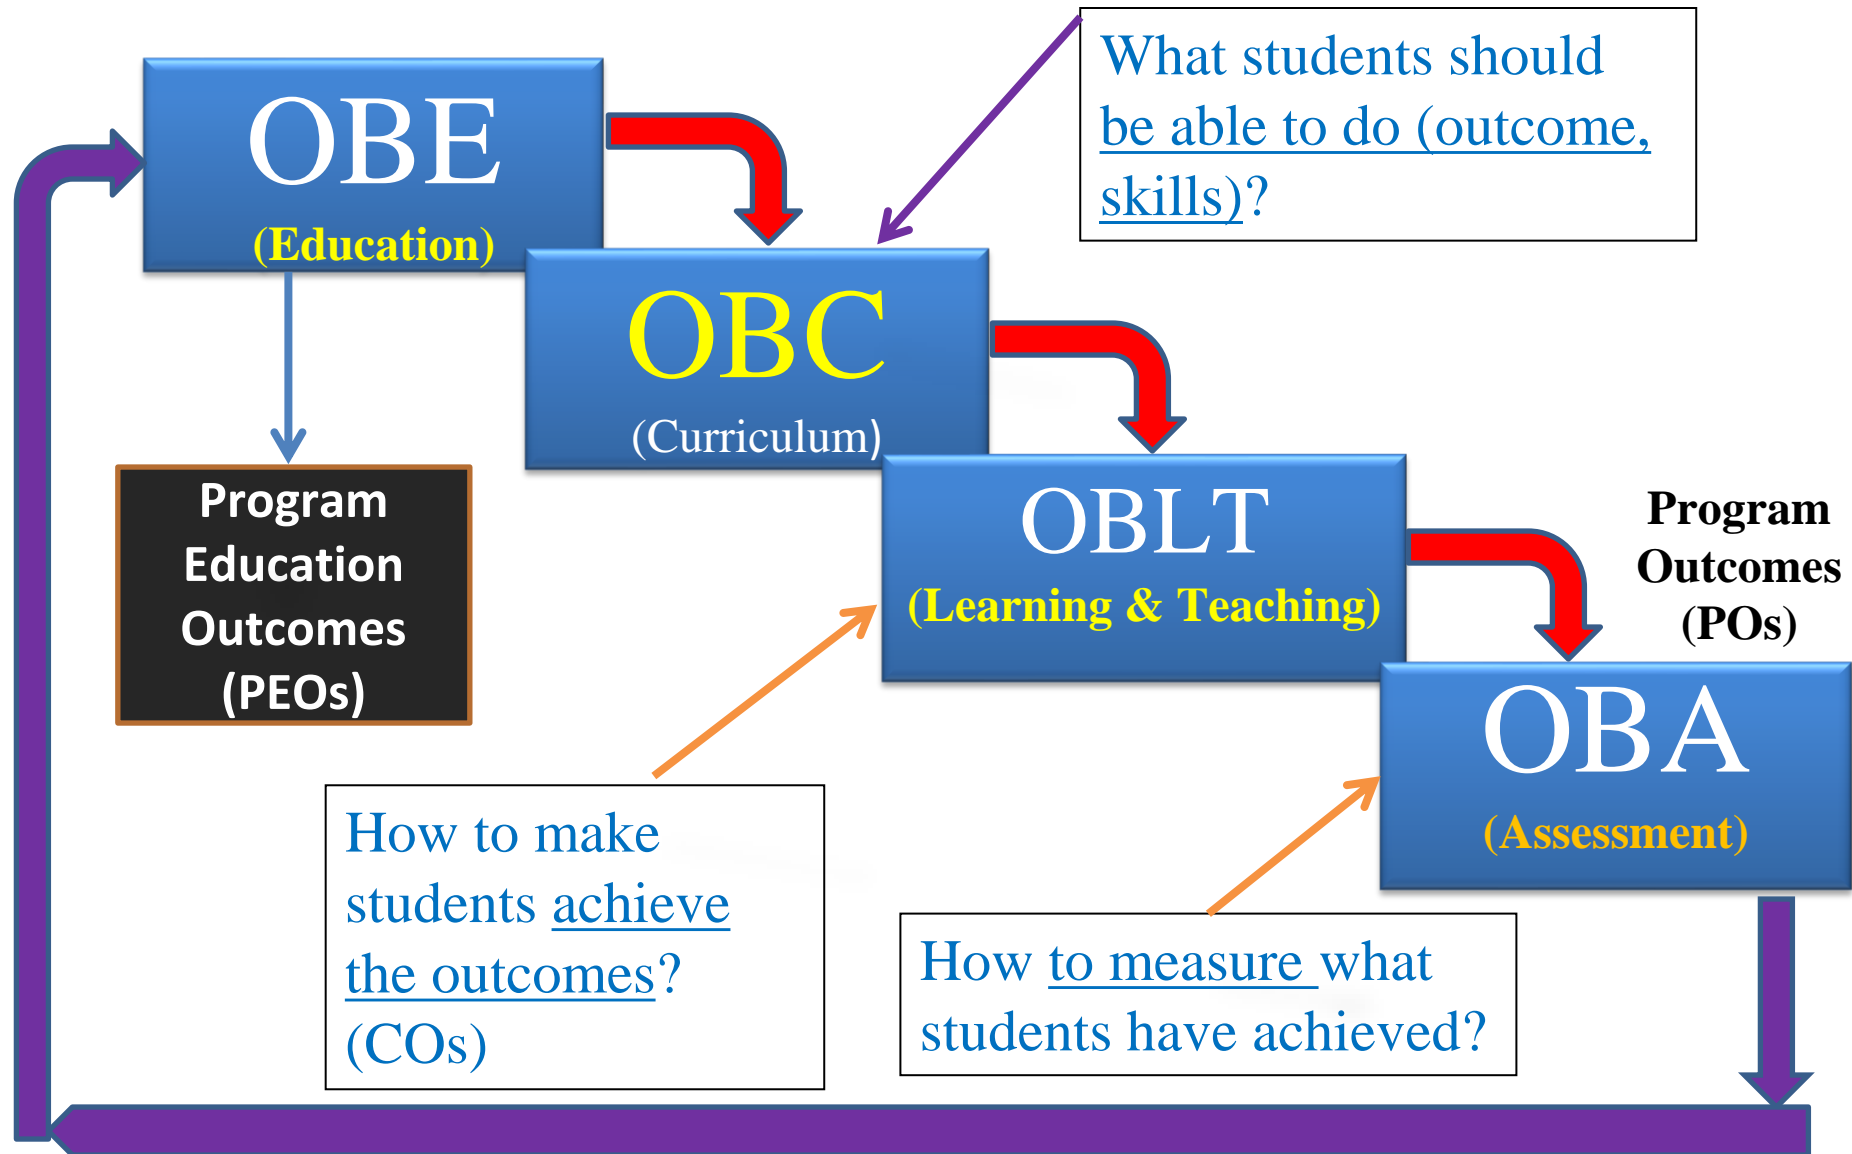 What students should
be able to do (outcome,
skills)?
OBE
(Education)
OBC
(Curriculum)
Program
Education
Outcomes
(PEOs)
OBLT
(Learning & Teaching)
Program
Outcomes
(POs)
OBA
(Assessment)
How to make
students achieve
the outcomes?
(COs)
How to measure what
students have achieved?